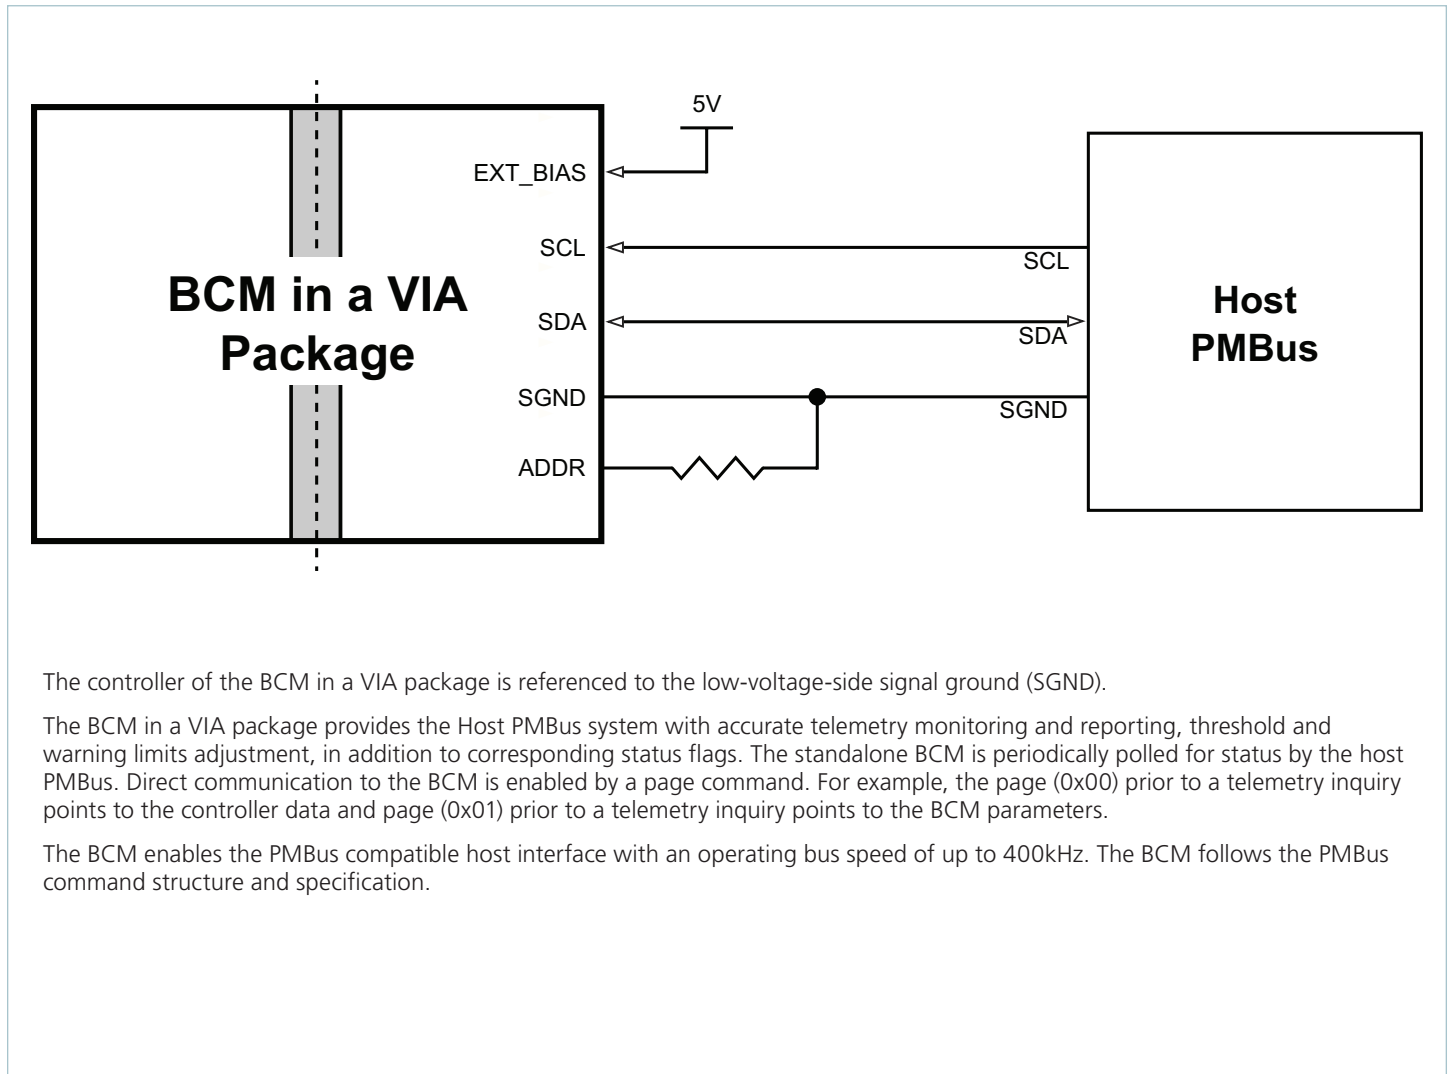 5V
EXT_BIAS
SCL
SCL
BCM in a VIA
Package
Host
PMBus
SDA
SDA
SGND
SGND
ADDR
The controller of the BCM in a VIA package is referenced to the low-voltage-side signal ground (SGND).
The BCM in a VIA package provides the Host PMBus system with accurate telemetry monitoring and reporting, threshold and
warning limits adjustment, in addition to corresponding status flags. The standalone BCM is periodically polled for status by the host
PMBus. Direct communication to the BCM is enabled by a page command. For example, the page (0x00) prior to a telemetry inquiry
points to the controller data and page (0x01) prior to a telemetry inquiry points to the BCM parameters.
The BCM enables the PMBus compatible host interface with an operating bus speed of up to 400kHz. The BCM follows the PMBus
command structure and specification.